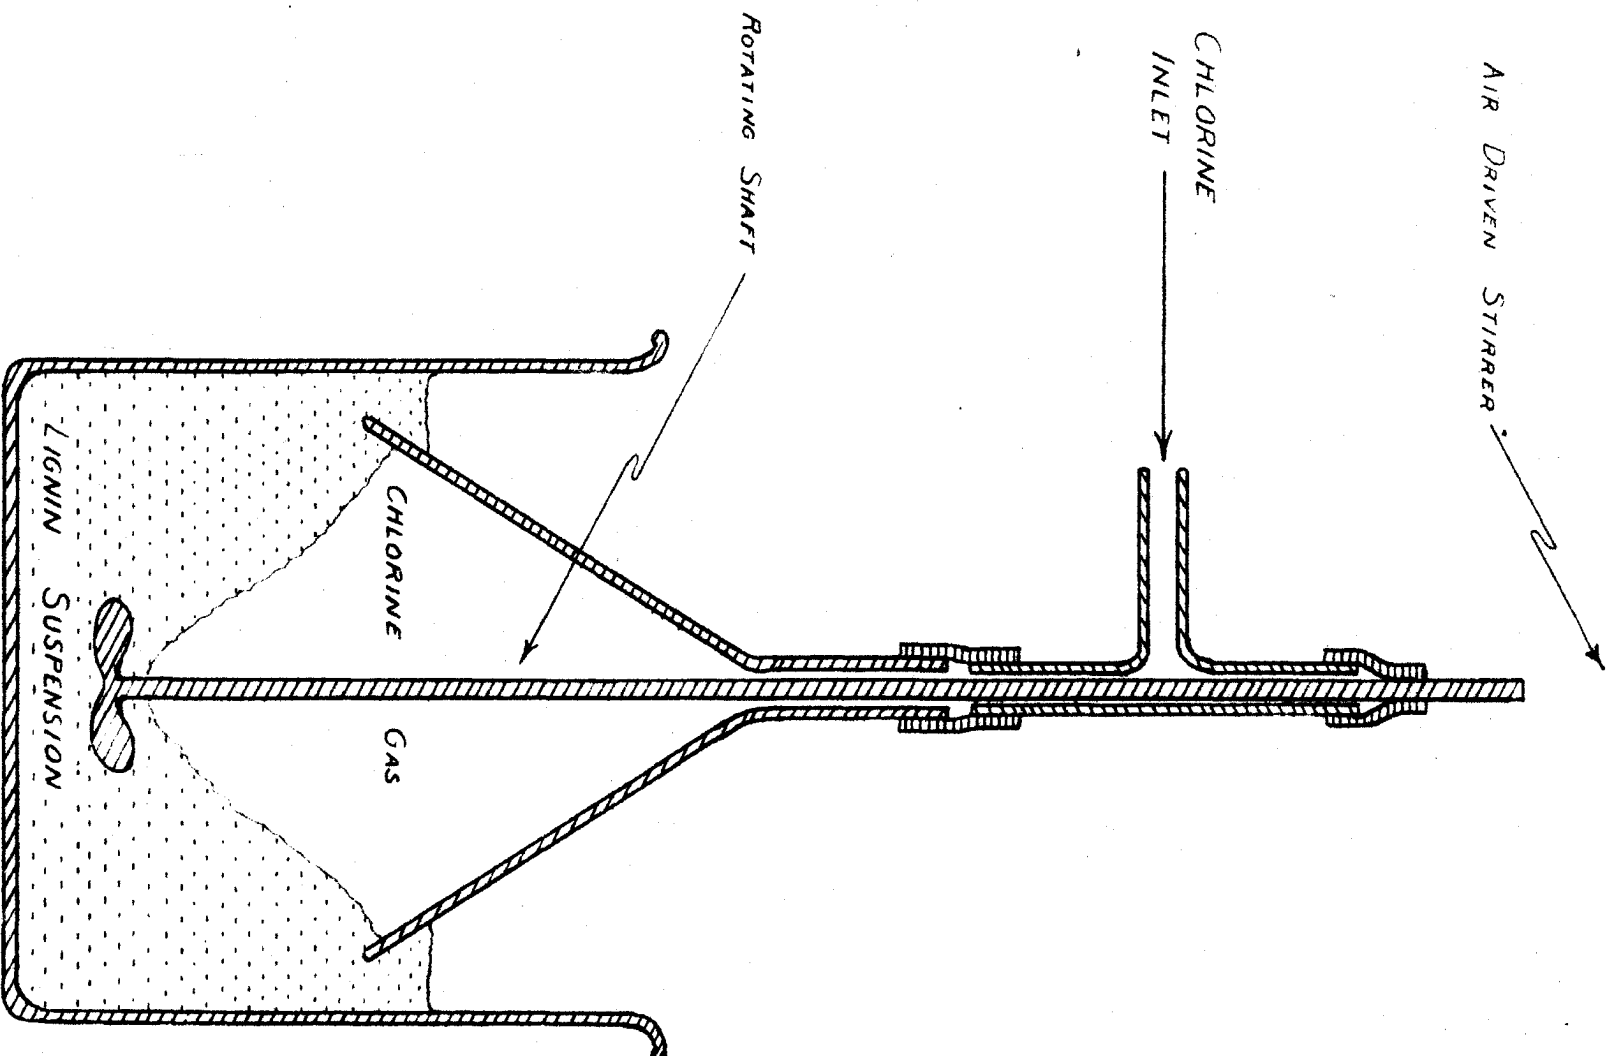 AIR DRIVEN STIRRER
CHLORINE
INLET
ROTATING SHAFT
CHLORINE GAS
LIGNIN SUSPENSION